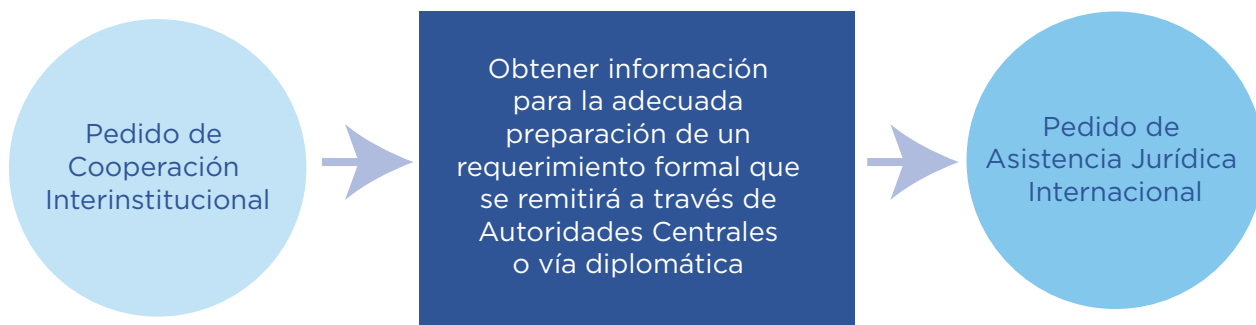 Pedido de
Cooperación
Interinstitucional
Obtener información
para la adecuada
preparación de un
requerimiento formal que
se remitirá a través de
Autoridades Centrales
o vía diplomática
Pedido de
Asistencia Jurídica
Internacional